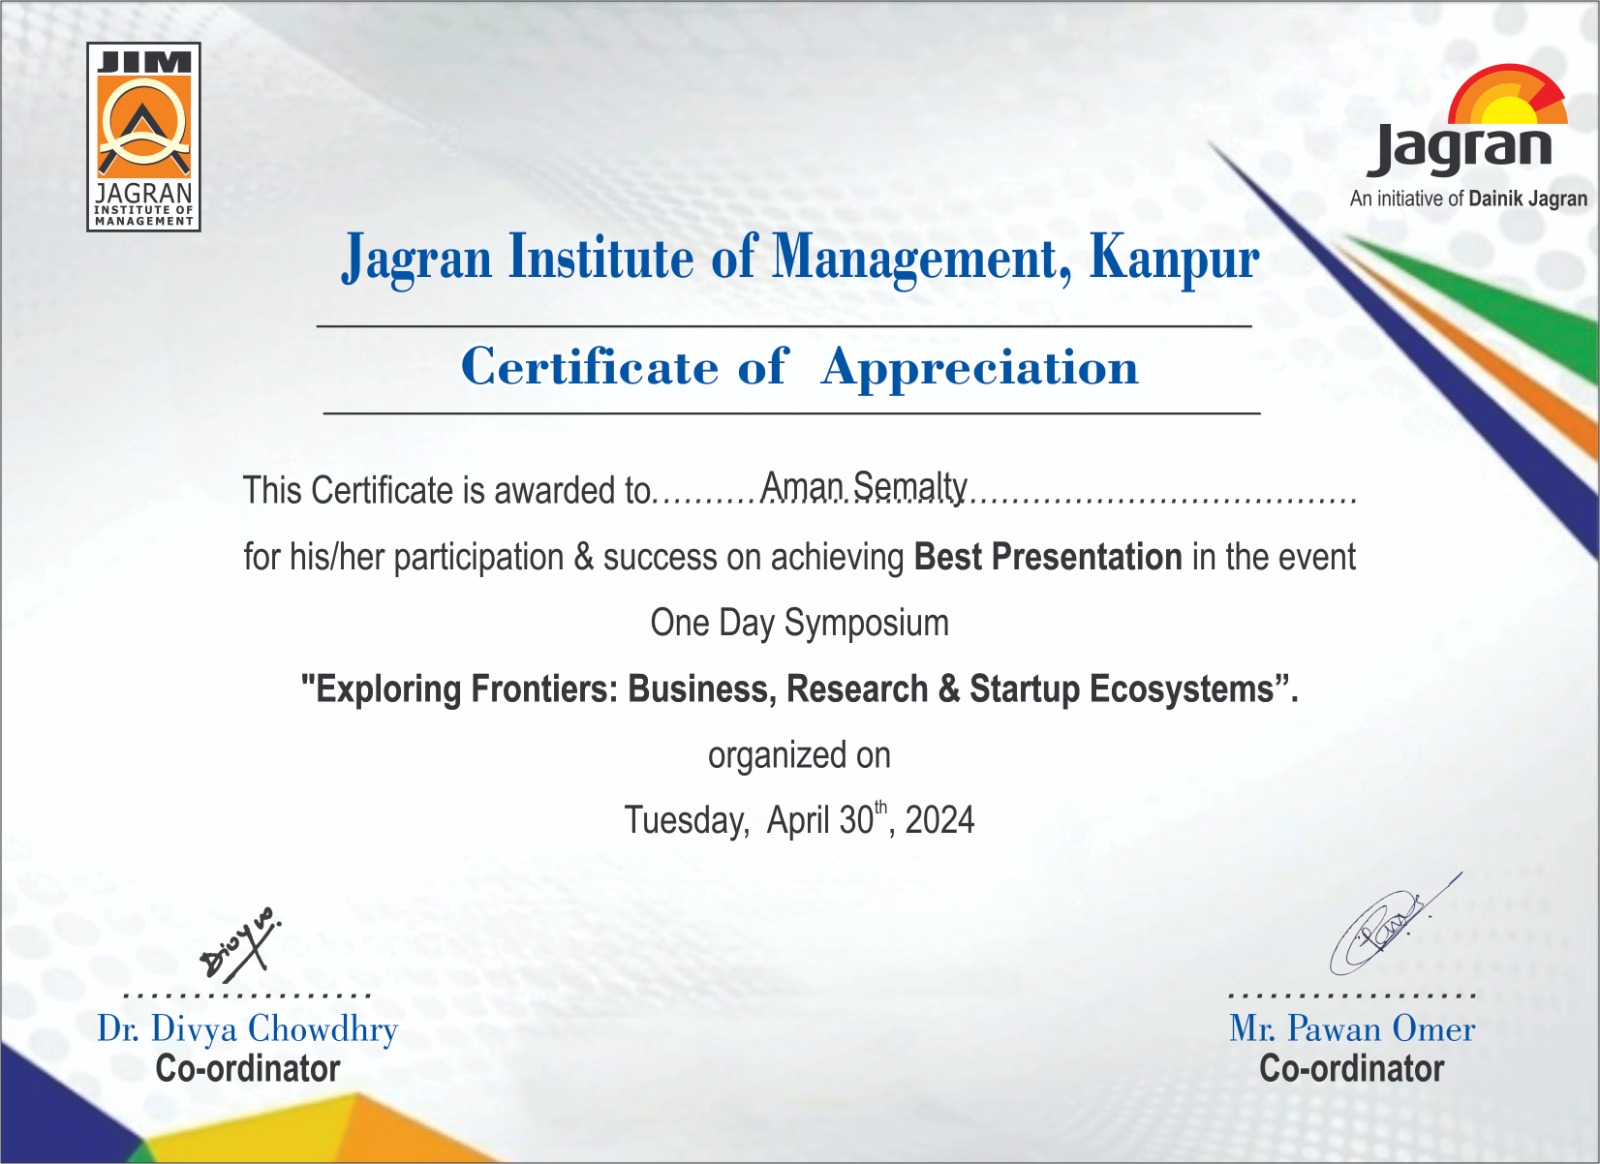 JIM
JAGRAN
INSTITUTE OF
MANAGEMENT
Jagran
An initiative of Dainik Jagran
Jagran Institute of Management, Kanpur
Certificate of Appreciation
This Certificate is awarded to..........Aman Semalty....................................
for his/her participation & success on achieving Best Presentation in the event
One Day Symposium
"Exploring Frontiers: Business, Research & Startup Ecosystems”.
organized on
Tuesday, April 30th, 2024
Divya
..................
Dr. Divya Chowdhry
Co-ordinator
..................
Mr. Pawan Omer
Co-ordinator